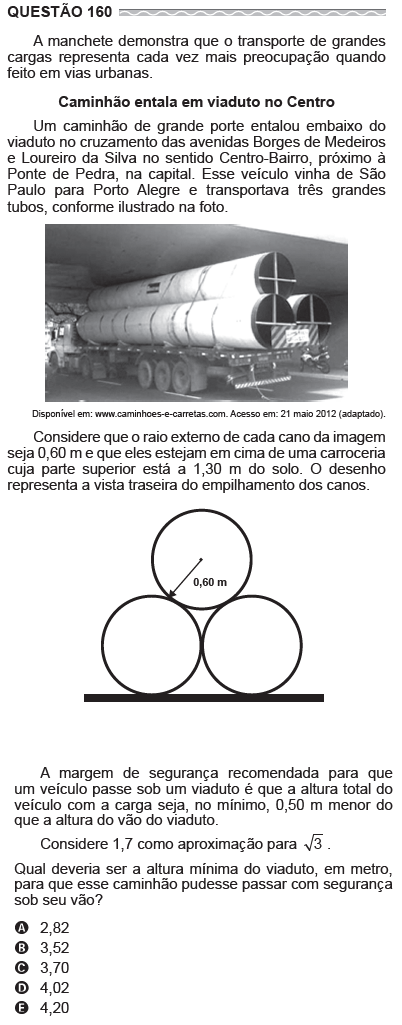 QUESTÃO 160
A manchete demonstra que o transporte de grandes
cargas representa cada vez mais preocupação quando
feito em vias urbanas.
Caminhão entala em viaduto no Centro
Um caminhão de grande porte entalou embaixo do
viaduto no cruzamento das avenidas Borges de Medeiros
e Loureiro da Silva no sentido Centro-Bairro, próximo à
Ponte de Pedra, na capital. Esse veículo vinha de São
Paulo para Porto Alegre e transportava três grandes
tubos, conforme ilustrado na foto.
Disponível em: www.caminhoes-e-carretas.com. Acesso em: 21 maio 2012 (adaptado).
Considere que o raio externo de cada cano da imagem
seja 0,60 m e que eles estejam em cima de uma carroceria
cuja parte superior está a 1,30 m do solo. O desenho
representa a vista traseira do empilhamento dos canos.
0,60 m
A margem de segurança recomendada para que
um veículo passe sob um viaduto é que a altura total do
veículo com a carga seja, no mínimo, 0,50 m menor do
que a altura do vão do viaduto.
Considere 1,7 como aproximação para √3 .
Qual deveria ser a altura mínima do viaduto, em metro,
para que esse caminhão pudesse passar com segurança
sob seu vão?
A 2,82
B 3,52
C 3,70
D 4,02
E 4,20